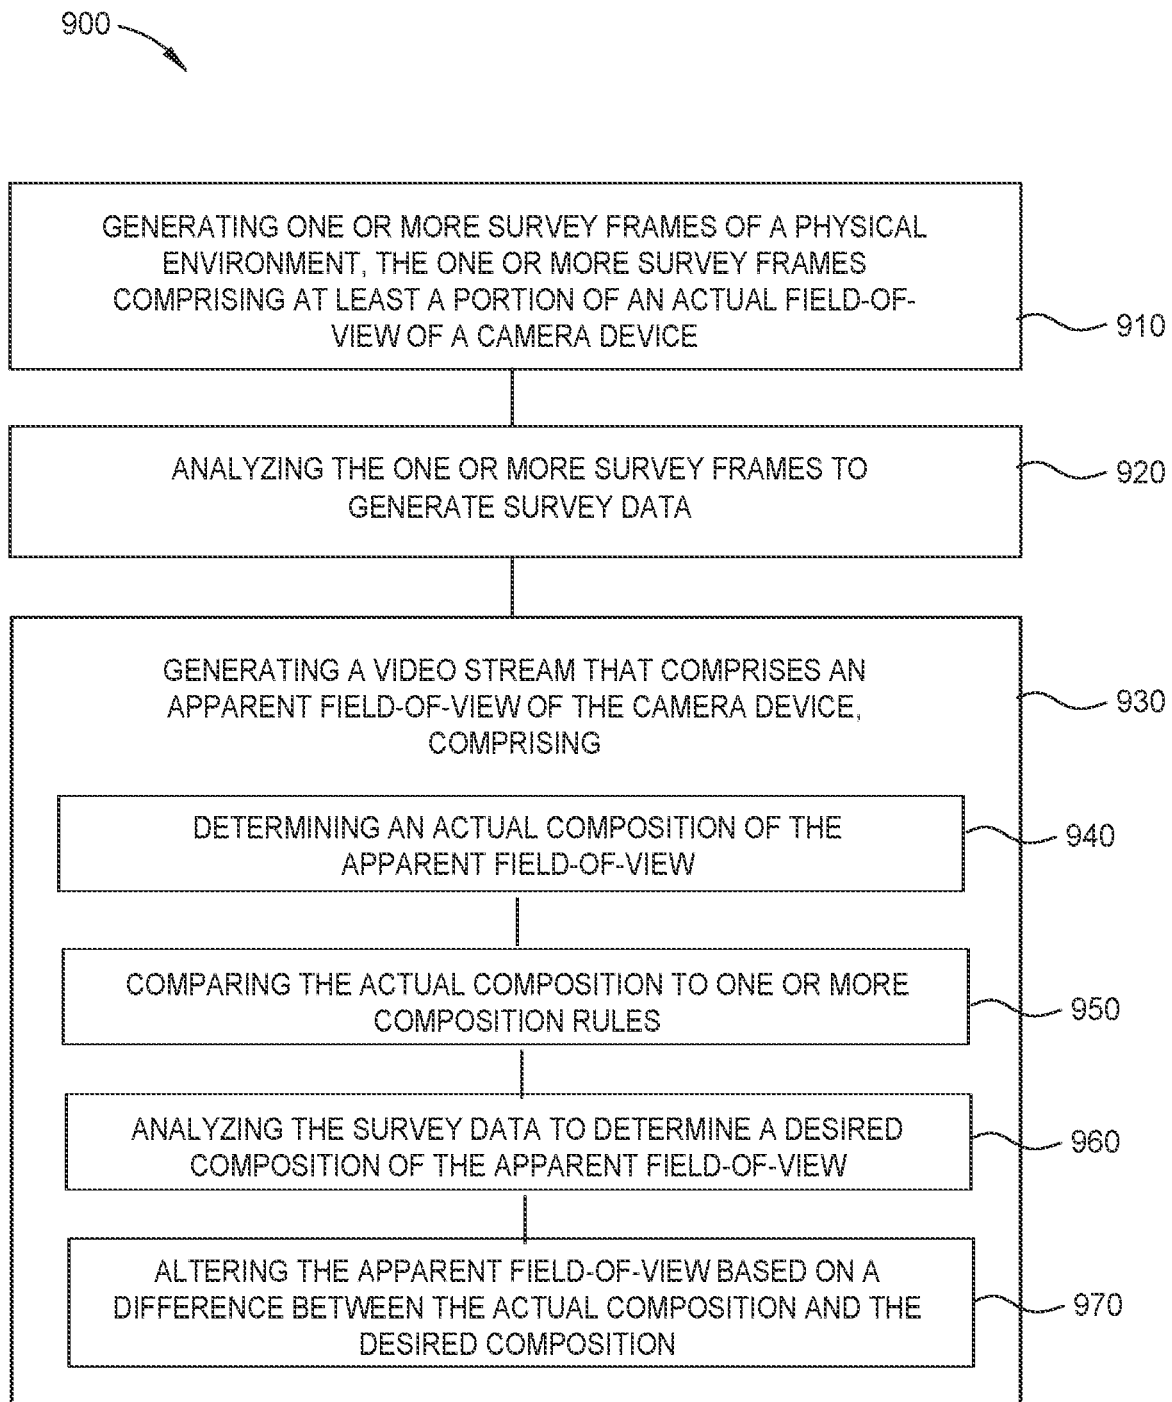 900
GENERATING ONE OR MORE SURVEY FRAMES OF A PHYSICAL
ENVIRONMENT, THE ONE OR MORE SURVEY FRAMES
COMPRISING AT LEAST A PORTION OF AN ACTUAL FIELD-OF-
VIEW OF A CAMERA DEVICE
910
ANALYZING THE ONE OR MORE SURVEY FRAMES TO
GENERATE SURVEY DATA
920
GENERATING A VIDEO STREAM THAT COMPRISES AN
APPARENT FIELD-OF-VIEW OF THE CAMERA DEVICE,
COMPRISING
930
DETERMINING AN ACTUAL COMPOSITION OF THE
APPARENT FIELD-OF-VIEW
940
COMPARING THE ACTUAL COMPOSITION TO ONE OR MORE
COMPOSITION RULES
950
ANALYZING THE SURVEY DATA TO DETERMINE A DESIRED
COMPOSITION OF THE APPARENT FIELD-OF-VIEW
960
ALTERING THE APPARENT FIELD-OF-VIEW BASED ON A
DIFFERENCE BETWEEN THE ACTUAL COMPOSITION AND THE
DESIRED COMPOSITION
970